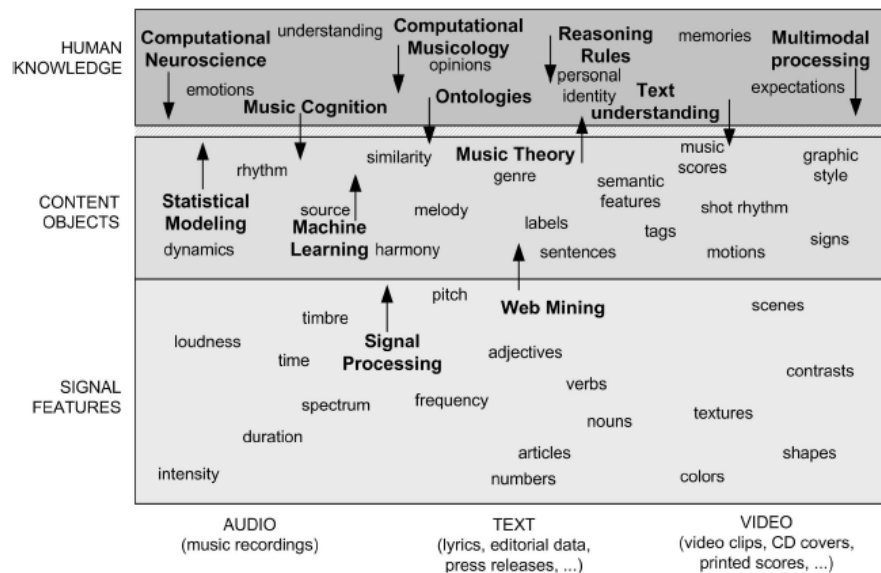 HUMAN
KNOWLEDGE
Computational
Neuroscience
understanding
emotions
Music Cognition
Computational
Musicology
opinions
Ontologies
Reasoning
Rules
personal
identity
Text
understanding
memories
Multimodal
processing
expectations
CONTENT
OBJECTS
rhythm
similarity
Music Theory
genre
semantic
features
music
scores
graphic
style
Statistical
Modeling
dynamics
source
Machine
Learning
melody
harmony
labels
sentences
tags
shot rhythm
motions
signs
SIGNAL
FEATURES
pitch
timbre
loudness
time
Signal
Processing
Web Mining
adjectives
scenes
contrasts
spectrum
frequency
verbs
nouns
textures
duration
articles
shapes
intensity
numbers
colors
AUDIO
(music recordings)
TEXT
(lyrics, editorial data,
press releases, ...)
VIDEO
(video clips, CD covers,
printed scores, ...)